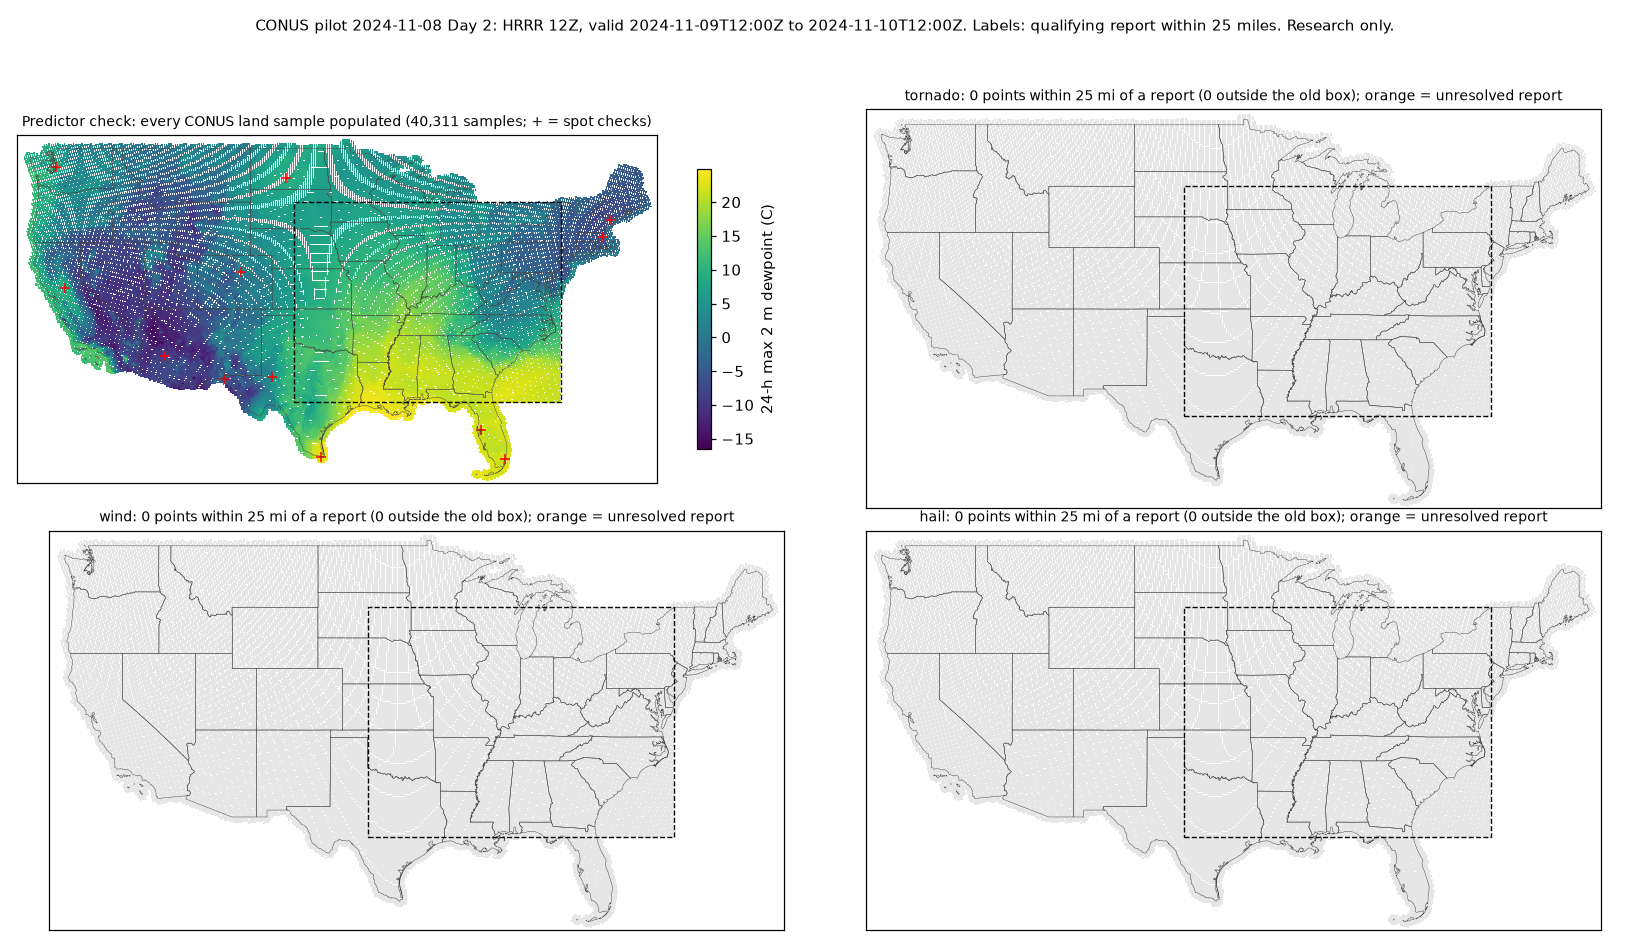 CONUS pilot 2024-11-08 Day 2: HRRR 12Z, valid 2024-11-09T12:00Z to 2024-11-10T12:00Z. Labels: qualifying report within 25 miles. Research only.
Predictor check: every CONUS land sample populated (40,311 samples; + = spot checks)
20
15
10
5
0
−5
−10
−15
24-h max 2 m dewpoint (C)
tornado: 0 points within 25 mi of a report (0 outside the old box); orange = unresolved report
wind: 0 points within 25 mi of a report (0 outside the old box); orange = unresolved report
hail: 0 points within 25 mi of a report (0 outside the old box); orange = unresolved report